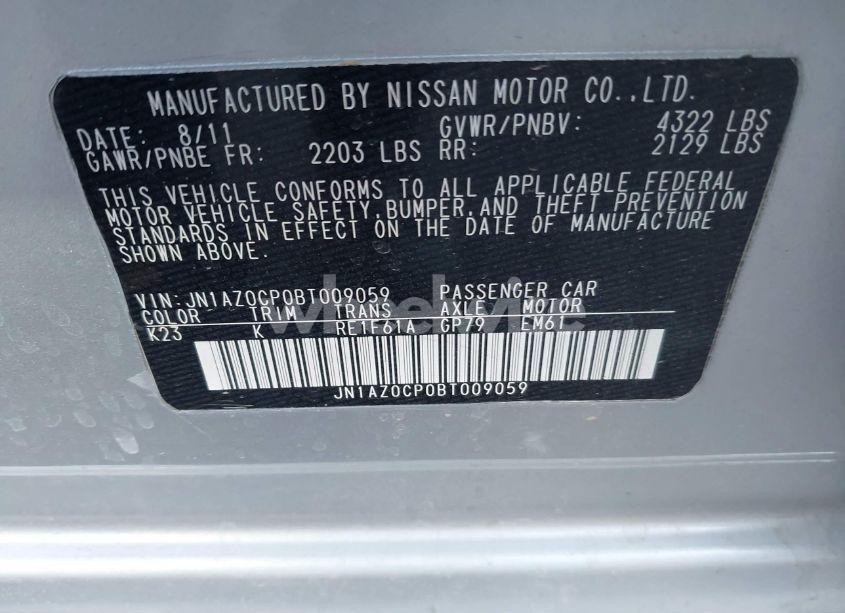 MANUFACTURED BY NISSAN MOTOR CO.,LTD.
DATE: 8/11 GVWR/PNBV: 4322 LBS
GAWR/PNBE FR: 2203 LBS RR: 2129 LBS
THIS VEHICLE CONFORMS TO ALL APPLICABLE FEDERAL
MOTOR VEHICLE SAFETY,BUMPER,AND THEFT PREVENTION
STANDARDS IN EFFECT ON THE DATE OF MANUFACTURE
SHOWN ABOVE.
VIN:JN1AZ0CP0BT009059 PASSENGER CAR
COLOR TRIM TRANS AXLE MOTOR
K23 K RE1F61A GP79 EM61
wheelvie
JN1AZ0CP0BT009059